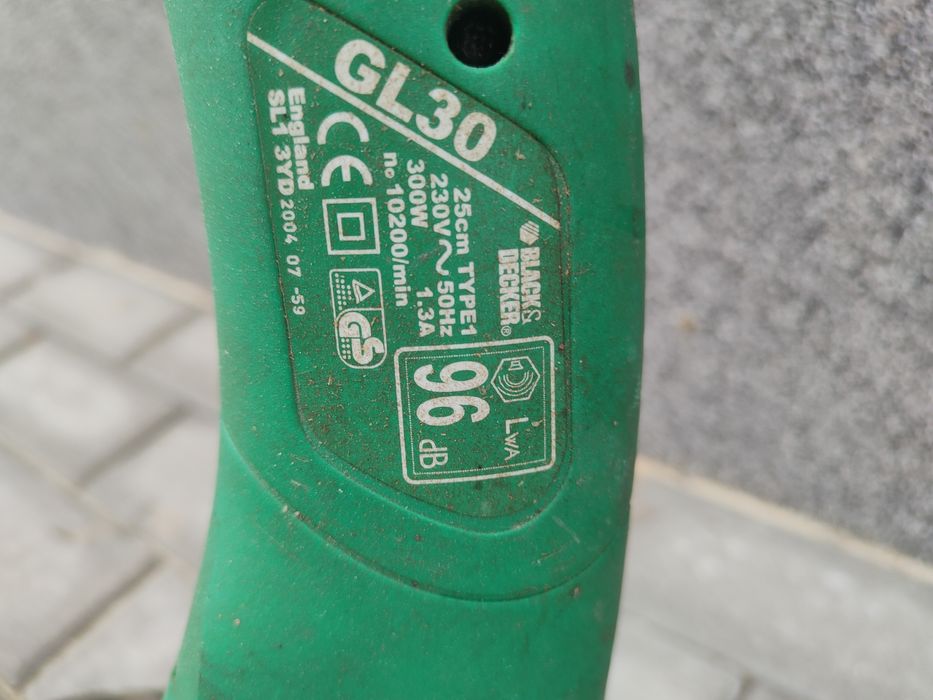 GL30
BLACK&
DECKER®
25cm TYPE1
230V~50Hz
300W 1.3A
n₀ 10200/min
LWA
96 dB
CE
GS
England
SL1 3YD 2004 07 -59